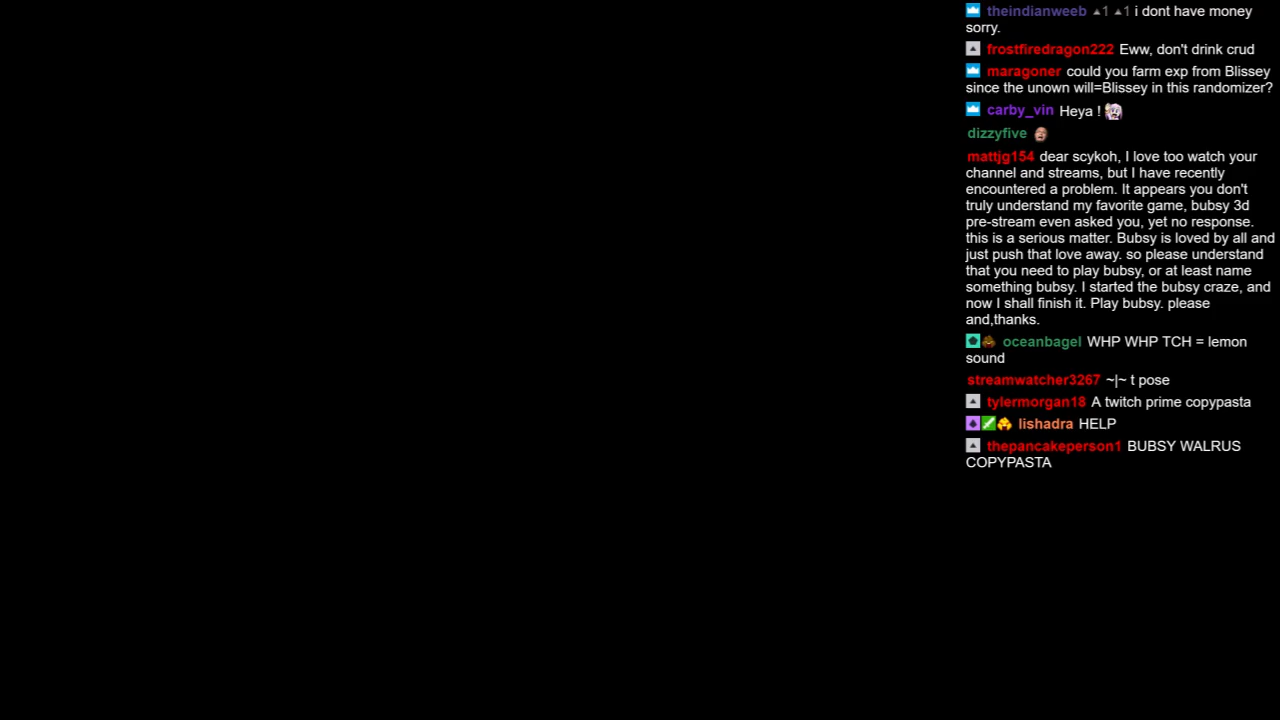 theindianweeb ▲1 ▲1 i dont have money
sorry.
frostfiredragon222 Eww, don't drink crud
maragoner could you farm exp from Blissey
since the unown will=Blissey in this randomizer?
carby_vin Heya !
dizzyfive
mattjg154 dear scykoh, I love too watch your
channel and streams, but I have recently
encountered a problem. It appears you don't
truly understand my favorite game, bubsy 3d
pre-stream even asked you, yet no response.
this is a serious matter. Bubsy is loved by all and
just push that love away. so please understand
that you need to play bubsy, or at least name
something bubsy. I started the bubsy craze, and
now I shall finish it. Play bubsy. please
and,thanks.
oceanbagel WHP WHP TCH = lemon
sound
streamwatcher3267 ~|~ t pose
tylermorgan18 A twitch prime copypasta
lishadra HELP
thepancakeperson1 BUBSY WALRUS
COPYPASTA